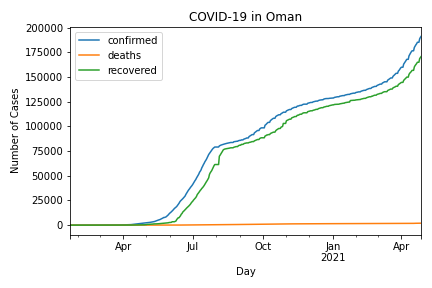 COVID-19 in Oman
confirmed
deaths
recovered
Number of Cases
200000
175000
150000
125000
100000
75000
50000
25000
0
Apr Jul Oct Jan Apr
2021
Day